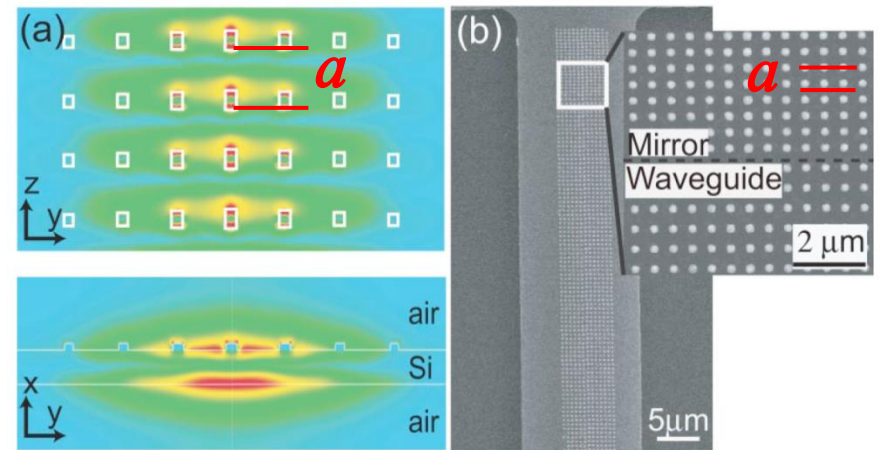 (a)
a
z
y
air
Si
air
x
y
(b)
a
Mirror
Waveguide
2 μm
5μm